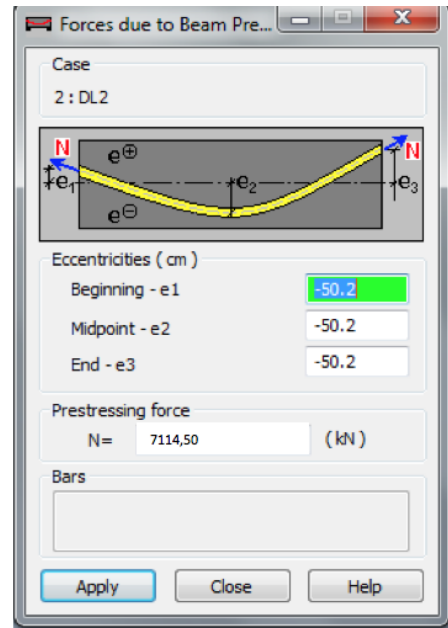 Forces due to Beam Pre...
Case
2 : DL2
N
e⊕
N
e1
e2
e3
e⊖
Eccentricities ( cm )
Beginning - e1 -50.2
Midpoint - e2 -50.2
End - e3 -50.2
Prestressing force
N= 7114,50 ( kN )
Bars
Apply Close Help